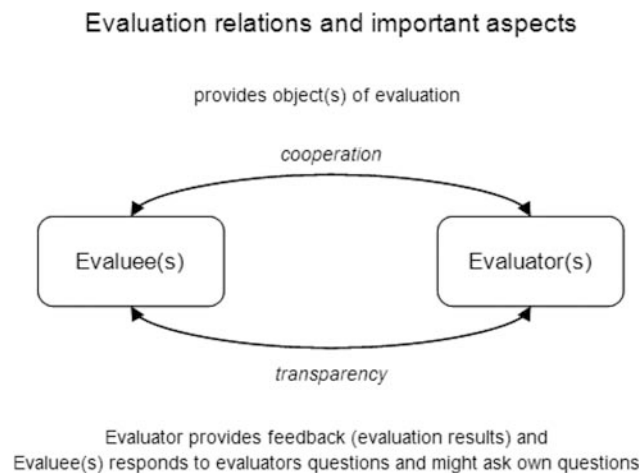 Evaluation relations and important aspects
provides object(s) of evaluation
cooperation
Evaluee(s)
Evaluator(s)
transparency
Evaluator provides feedback (evaluation results) and
Evaluee(s) responds to evaluators questions and might ask own questions